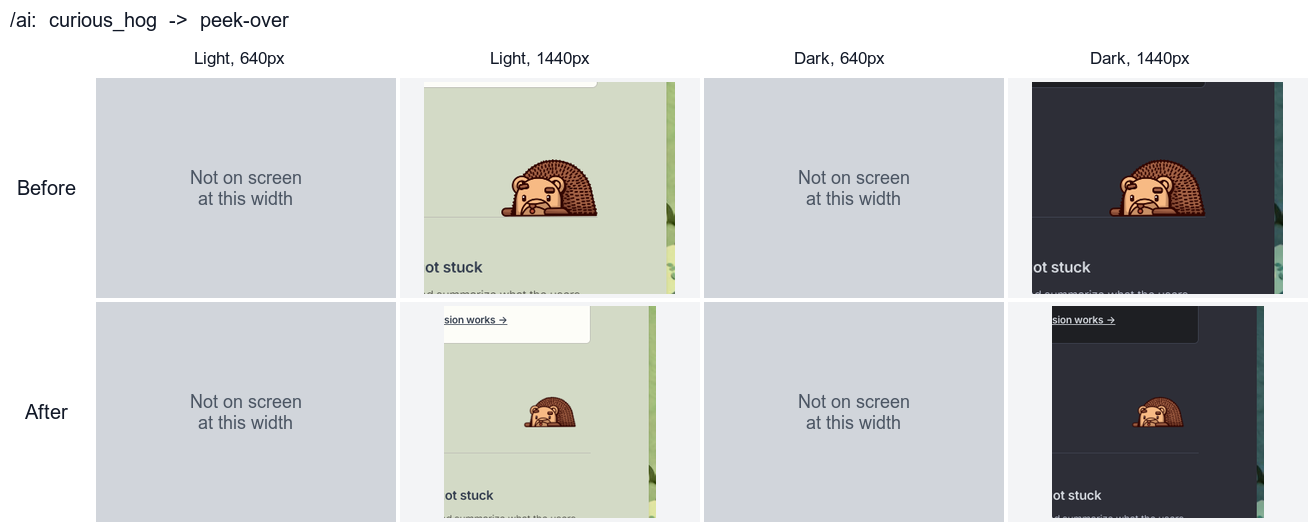 /ai: curious_hog -> peek-over
Light, 640px
Light, 1440px
Dark, 640px
Dark, 1440px
Before
Not on screen
at this width
ot stuck
Not on screen
at this width
ot stuck
After
Not on screen
at this width
sion works →
ot stuck
Not on screen
at this width
sion works →
ot stuck